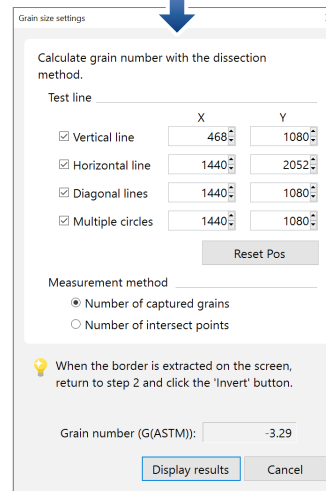 Grain size settings
Calculate grain number with the dissection
method.
Test line
X Y
Vertical line 468 1080
Horizontal line 1440 2052
Diagonal lines 1440 1080
Multiple circles 1440 1080
Reset Pos
Measurement method
Number of captured grains
Number of intersect points
When the border is extracted on the screen,
return to step 2 and click the 'Invert' button.
Grain number (G(ASTM)): -3.29
Display results Cancel